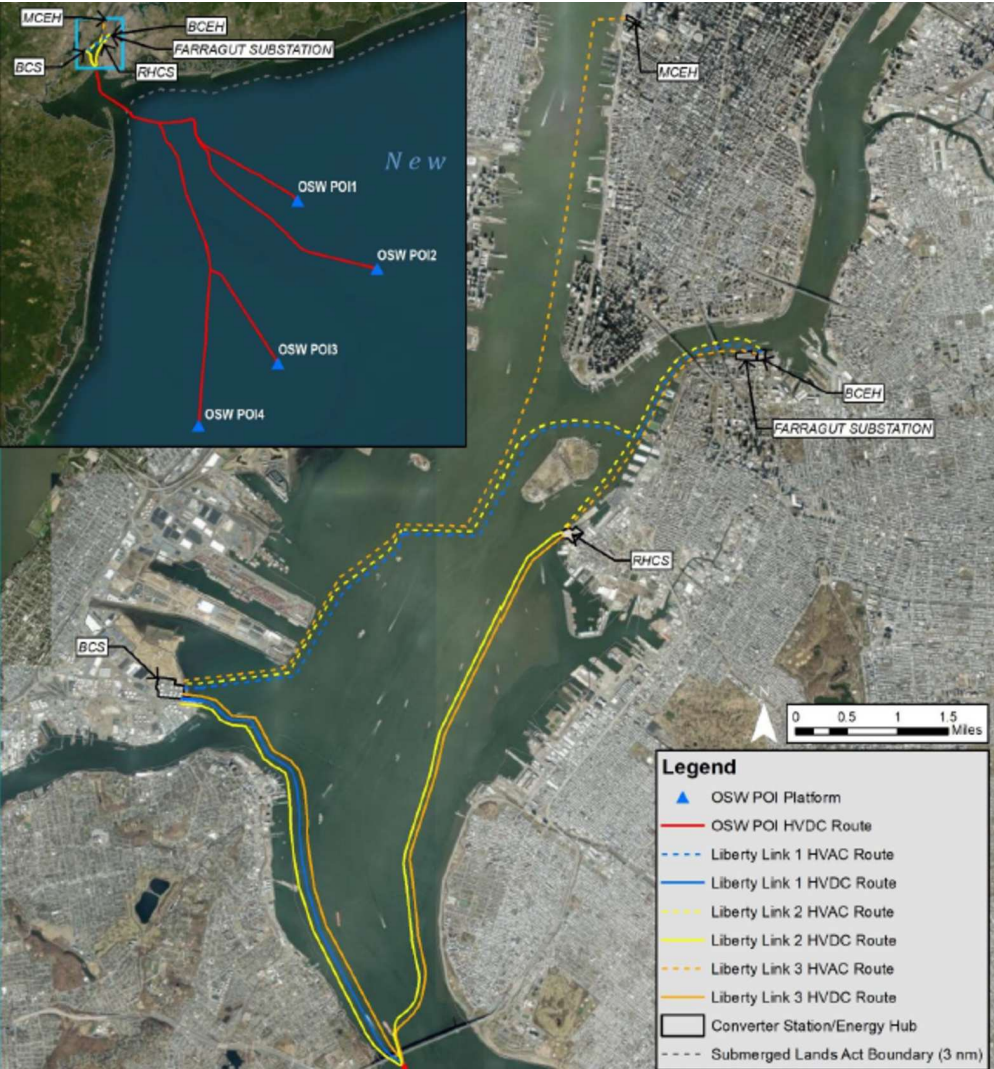 MCEH
BCEH
FARRAGUT SUBSTATION
BCS
RHCS
New
OSW POI1
OSW POI2
OSW POI3
OSW POI4
MCEH
BCEH
FARRAGUT SUBSTATION
RHCS
BCS
N
0 0.5 1 1.5
Miles
Legend
OSW POI Platform
OSW POI HVDC Route
Liberty Link 1 HVAC Route
Liberty Link 1 HVDC Route
Liberty Link 2 HVAC Route
Liberty Link 2 HVDC Route
Liberty Link 3 HVAC Route
Liberty Link 3 HVDC Route
Converter Station/Energy Hub
Submerged Lands Act Boundary (3 nm)